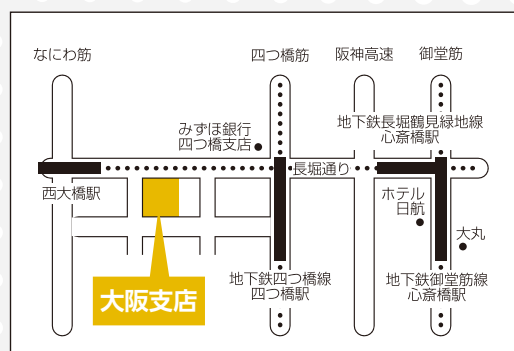 なにわ筋
四つ橋筋
阪神高速
御堂筋
地下鉄長堀鶴見緑地線
心斎橋駅
みずほ銀行
四つ橋支店
長堀通り
西大橋駅
ホテル
日航
大丸
大阪支店
地下鉄四つ橋線
四つ橋駅
地下鉄御堂筋線
心斎橋駅